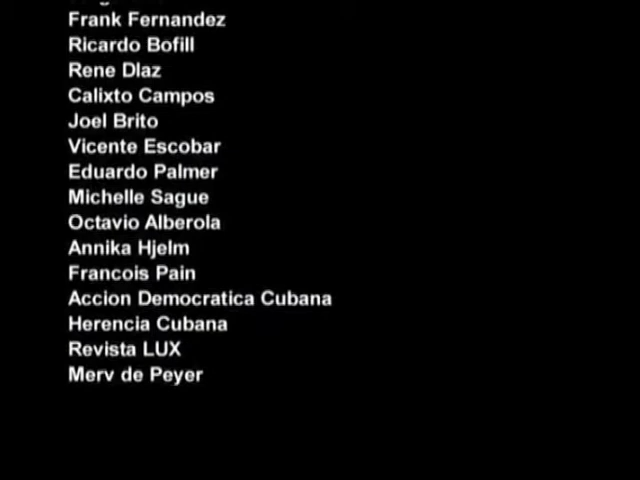 Frank Fernandez
Ricardo Bofill
Rene DIaz
Calixto Campos
Joel Brito
Vicente Escobar
Eduardo Palmer
Michelle Sague
Octavio Alberola
Annika Hjelm
Francois Pain
Accion Democratica Cubana
Herencia Cubana
Revista LUX
Merv de Peyer